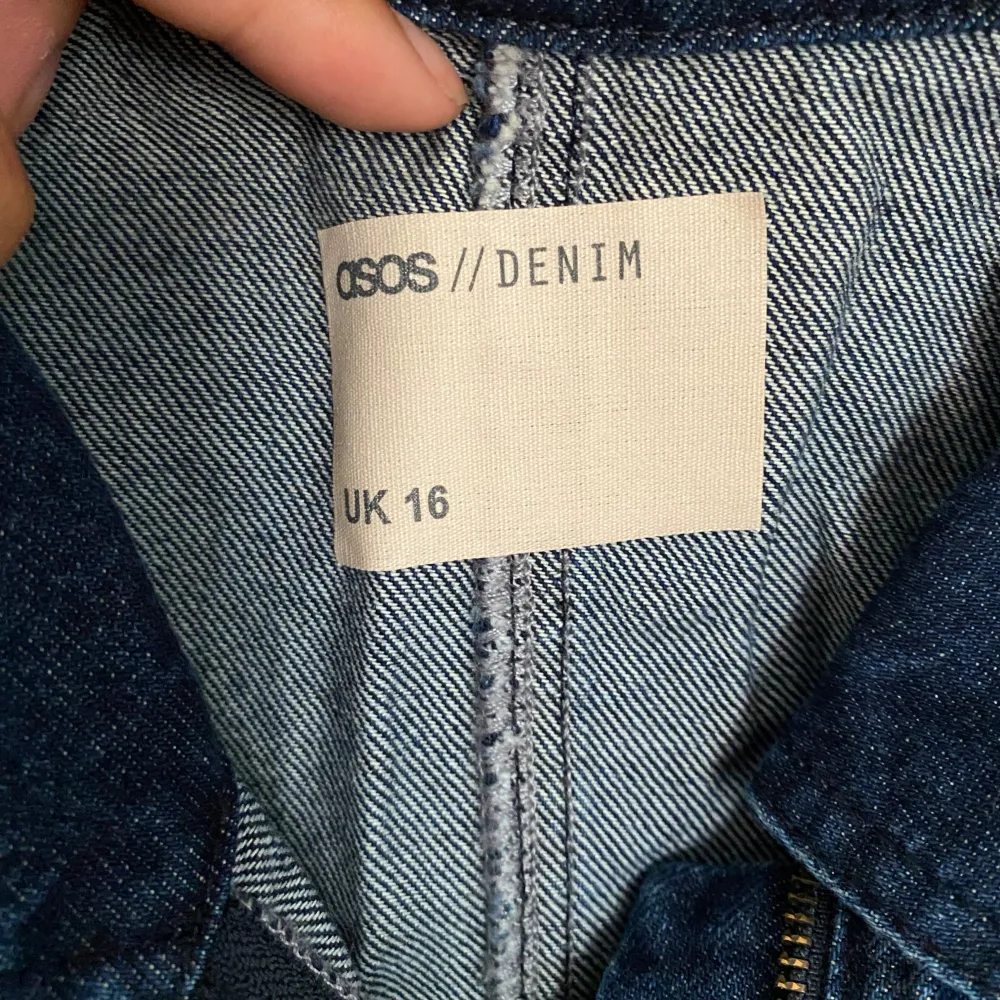 asos // DENIM
UK 16